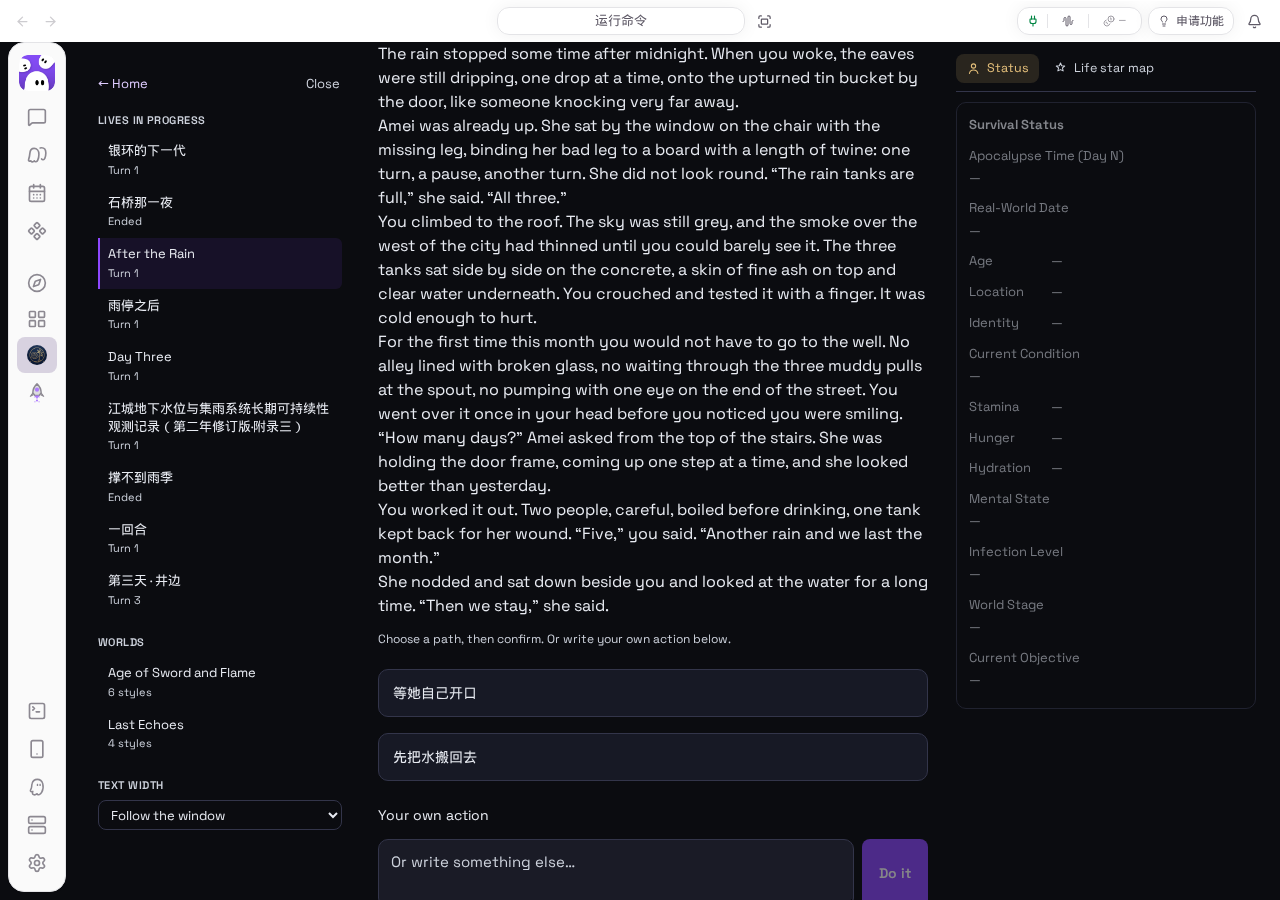 运行命令
申请功能
← Home
Close
LIVES IN PROGRESS
银环的下一代
Turn 1
石桥那一夜
Ended
After the Rain
Turn 1
雨停之后
Turn 1
Day Three
Turn 1
江城地下水位与集雨系统长期可持续性
观测记录（第二年修订版·附录三）
Turn 1
撑不到雨季
Ended
一回合
Turn 1
第三天 · 井边
Turn 3
WORLDS
Age of Sword and Flame
6 styles
Last Echoes
4 styles
TEXT WIDTH
Follow the window
The rain stopped some time after midnight. When you woke, the eaves
were still dripping, one drop at a time, onto the upturned tin bucket by
the door, like someone knocking very far away.
Amei was already up. She sat by the window on the chair with the
missing leg, binding her bad leg to a board with a length of twine: one
turn, a pause, another turn. She did not look round. “The rain tanks are
full,” she said. “All three.”
You climbed to the roof. The sky was still grey, and the smoke over the
west of the city had thinned until you could barely see it. The three
tanks sat side by side on the concrete, a skin of fine ash on top and
clear water underneath. You crouched and tested it with a finger. It was
cold enough to hurt.
For the first time this month you would not have to go to the well. No
alley lined with broken glass, no waiting through the three muddy pulls
at the spout, no pumping with one eye on the end of the street. You
went over it once in your head before you noticed you were smiling.
“How many days?” Amei asked from the top of the stairs. She was
holding the door frame, coming up one step at a time, and she looked
better than yesterday.
You worked it out. Two people, careful, boiled before drinking, one tank
kept back for her wound. “Five,” you said. “Another rain and we last the
month.”
She nodded and sat down beside you and looked at the water for a long
time. “Then we stay,” she said.
Choose a path, then confirm. Or write your own action below.
等她自己开口
先把水搬回去
Your own action
Or write something else…
Do it
Status
Life star map
Survival Status
Apocalypse Time (Day N)
—
Real-World Date
—
Age —
Location —
Identity —
Current Condition
—
Stamina —
Hunger —
Hydration —
Mental State
—
Infection Level
—
World Stage
—
Current Objective
—